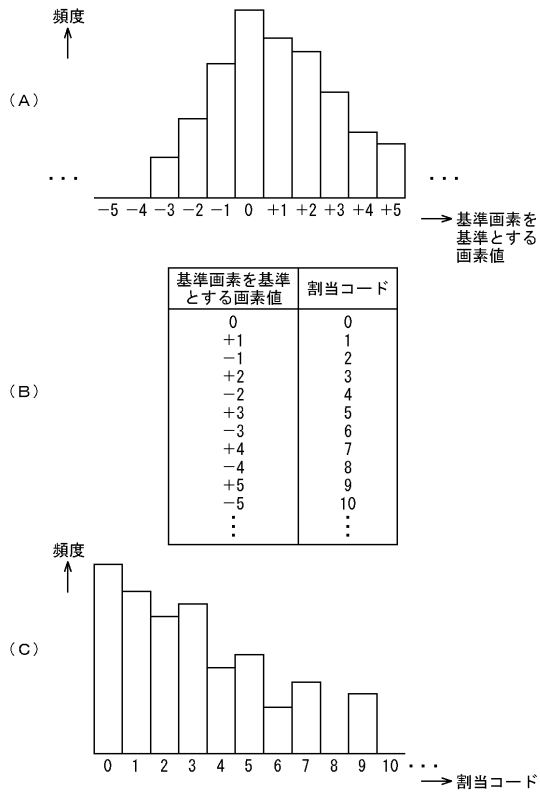 頻度
（A）
・・・
・・・
−5 −4 −3 −2 −1 0 +1 +2 +3 +4 +5
基準画素を
基準とする
画素値
基準画素を基準
とする画素値
割当コード
0 0
+1 1
−1 2
+2 3
−2 4
（B）
+3 5
−3 6
+4 7
−4 8
+5 9
−5 10
頻度
（C）
0 1 2 3 4 5 6 7 8 9 10 ・・・
割当コード